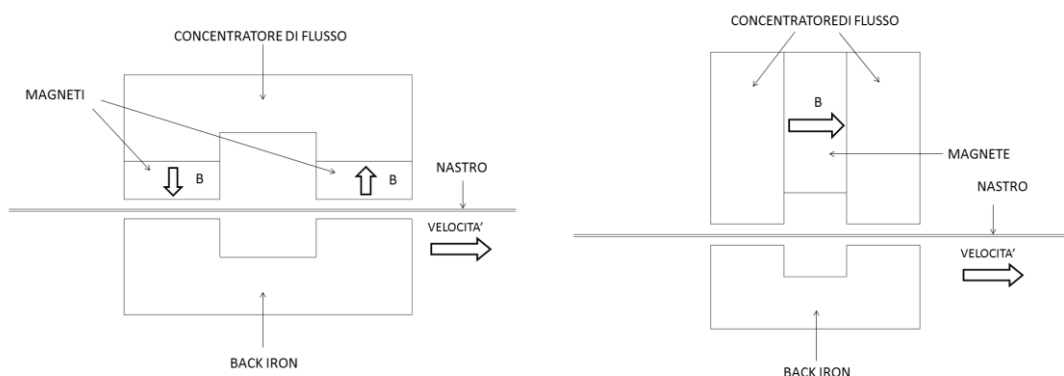 CONCENTRATORE DI FLUSSO
MAGNETI
B
B
NASTRO
VELOCITA'
BACK IRON
CONCENTRATOREDI FLUSSO
B
MAGNETE
NASTRO
VELOCITA'
BACK IRON